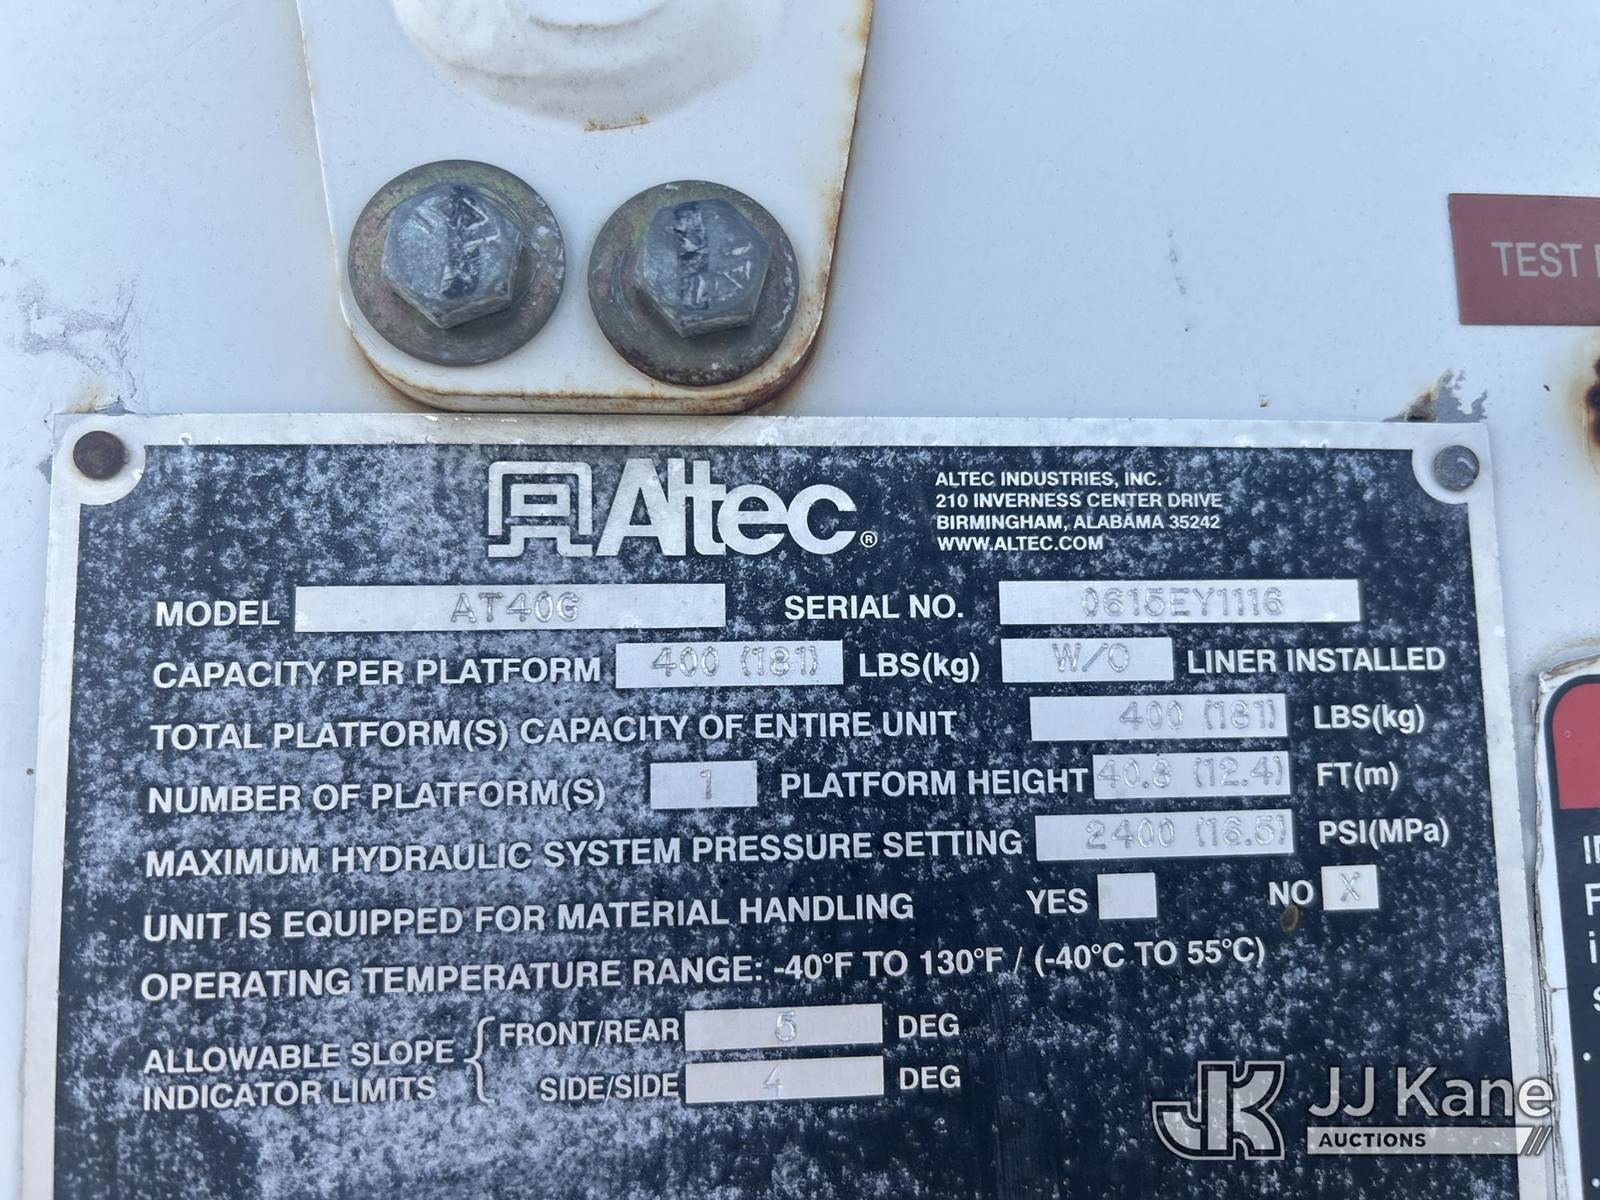 TEST
Altec®
ALTEC INDUSTRIES, INC.
210 INVERNESS CENTER DRIVE
BIRMINGHAM, ALABAMA 35242
WWW.ALTEC.COM
MODEL AT40G SERIAL NO. 0615EY1116
CAPACITY PER PLATFORM 400 (181) LBS(kg) W/O LINER INSTALLED
TOTAL PLATFORM(S) CAPACITY OF ENTIRE UNIT 400 (181) LBS(kg)
NUMBER OF PLATFORM(S) 1 PLATFORM HEIGHT 40.8 (12.4) FT(m)
MAXIMUM HYDRAULIC SYSTEM PRESSURE SETTING 2400 (16.5) PSI(MPa)
UNIT IS EQUIPPED FOR MATERIAL HANDLING YES NO X
OPERATING TEMPERATURE RANGE: -40°F TO 130°F / (-40°C TO 55°C)
ALLOWABLE SLOPE INDICATOR LIMITS
FRONT/REAR 5 DEG
SIDE/SIDE 4 DEG
JK JJ Kane
AUCTIONS